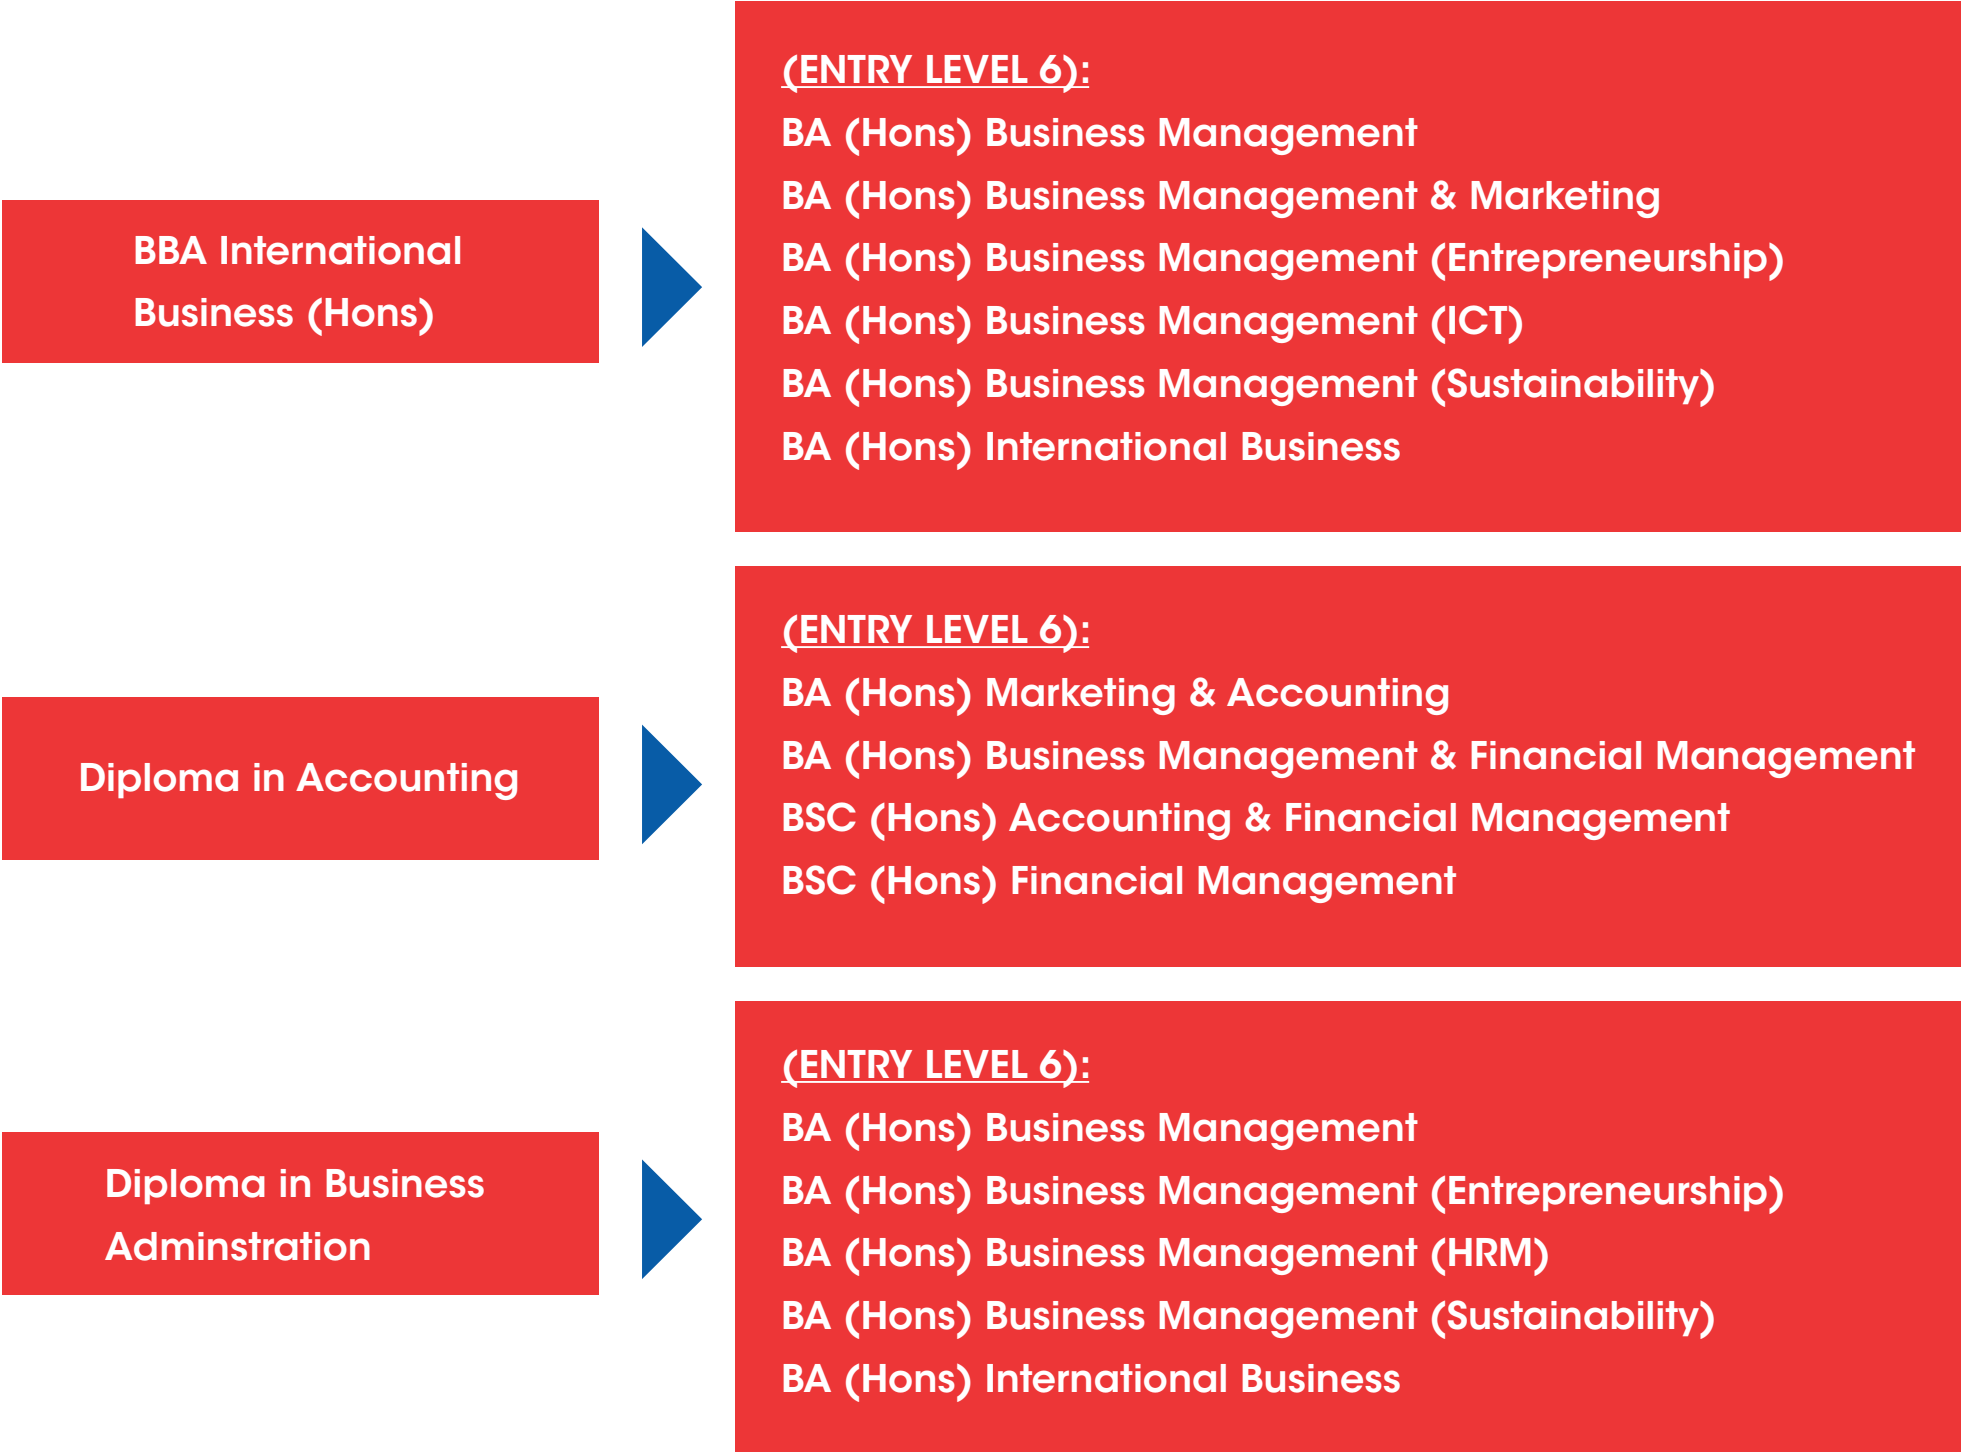 BBA International
Business (Hons)
(ENTRY LEVEL 6):
BA (Hons) Business Management
BA (Hons) Business Management & Marketing
BA (Hons) Business Management (Entrepreneurship)
BA (Hons) Business Management (ICT)
BA (Hons) Business Management (Sustainability)
BA (Hons) International Business
Diploma in Accounting
(ENTRY LEVEL 6):
BA (Hons) Marketing & Accounting
BA (Hons) Business Management & Financial Management
BSC (Hons) Accounting & Financial Management
BSC (Hons) Financial Management
Diploma in Business
Adminstration
(ENTRY LEVEL 6):
BA (Hons) Business Management
BA (Hons) Business Management (Entrepreneurship)
BA (Hons) Business Management (HRM)
BA (Hons) Business Management (Sustainability)
BA (Hons) International Business